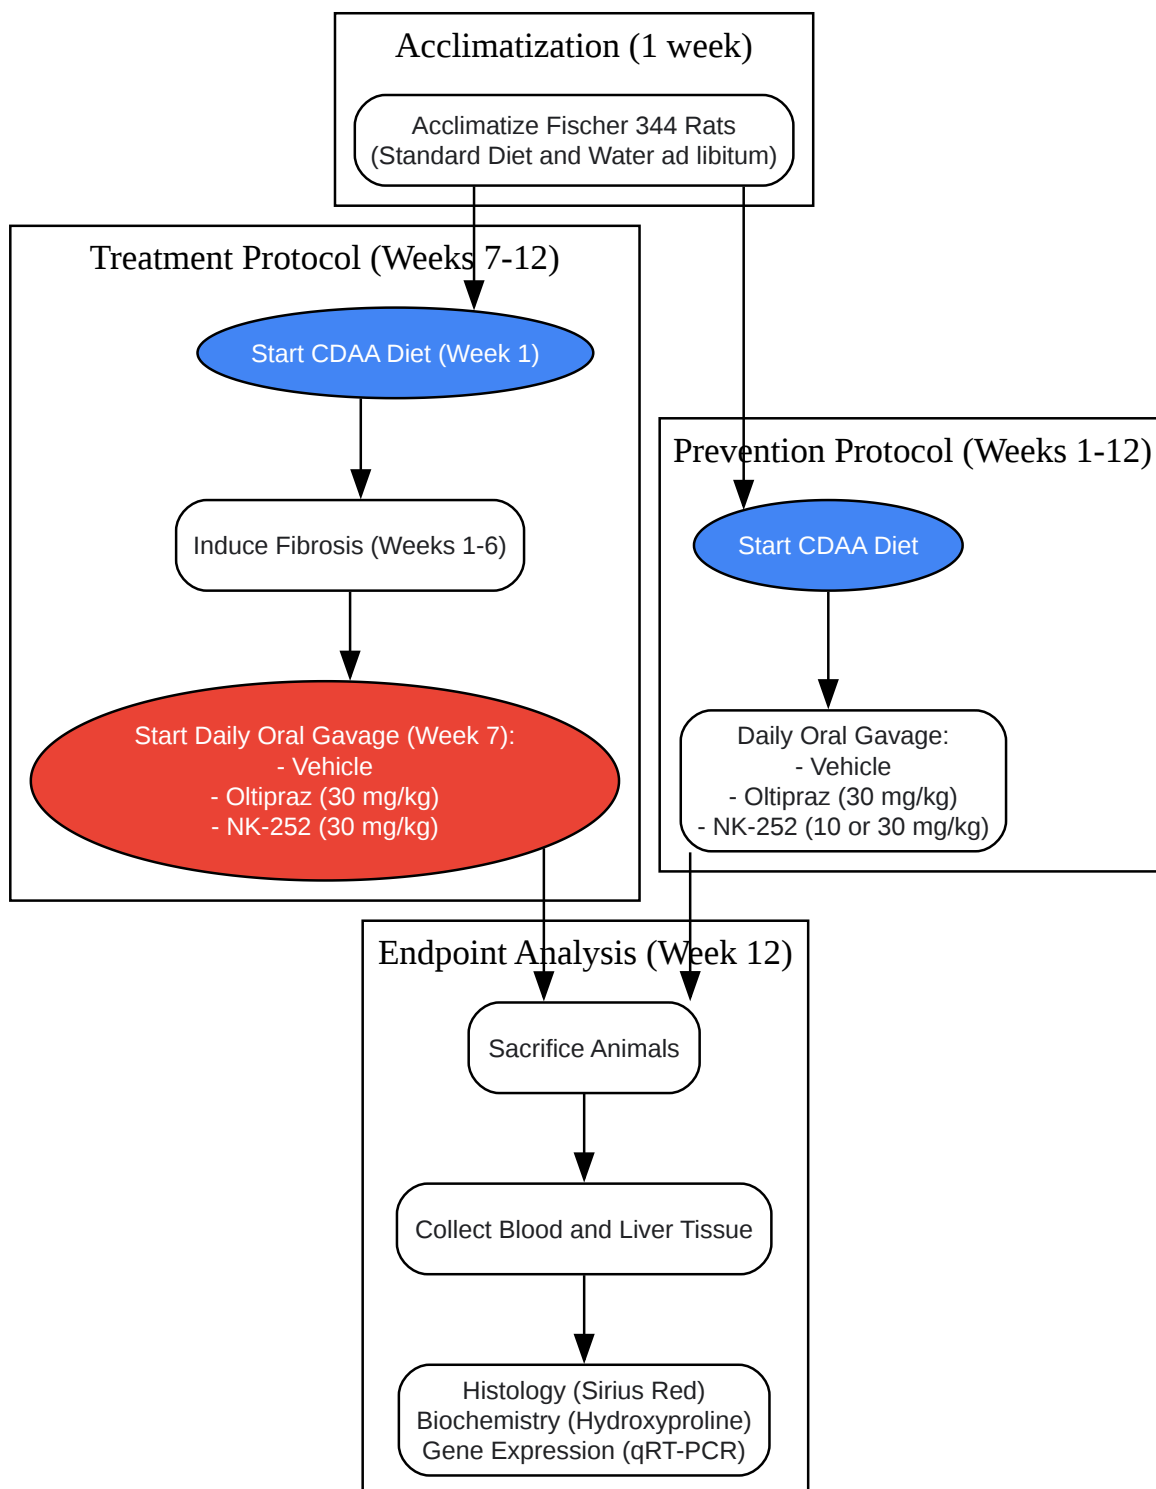 Acclimatization (1 week)
Acclimatize Fischer 344 Rats
(Standard Diet and Water ad libitum)
Treatment Protocol (Weeks 7-12)
Start CDAA Diet (Week 1)
Induce Fibrosis (Weeks 1-6)
Start Daily Oral Gavage (Week 7):
- Vehicle
- Oltipraz (30 mg/kg)
- NK-252 (30 mg/kg)
Prevention Protocol (Weeks 1-12)
Start CDAA Diet
Daily Oral Gavage:
- Vehicle
- Oltipraz (30 mg/kg)
- NK-252 (10 or 30 mg/kg)
Endpoint Analysis (Week 12)
Sacrifice Animals
Collect Blood and Liver Tissue
Histology (Sirius Red)
Biochemistry (Hydroxyproline)
Gene Expression (qRT-PCR)